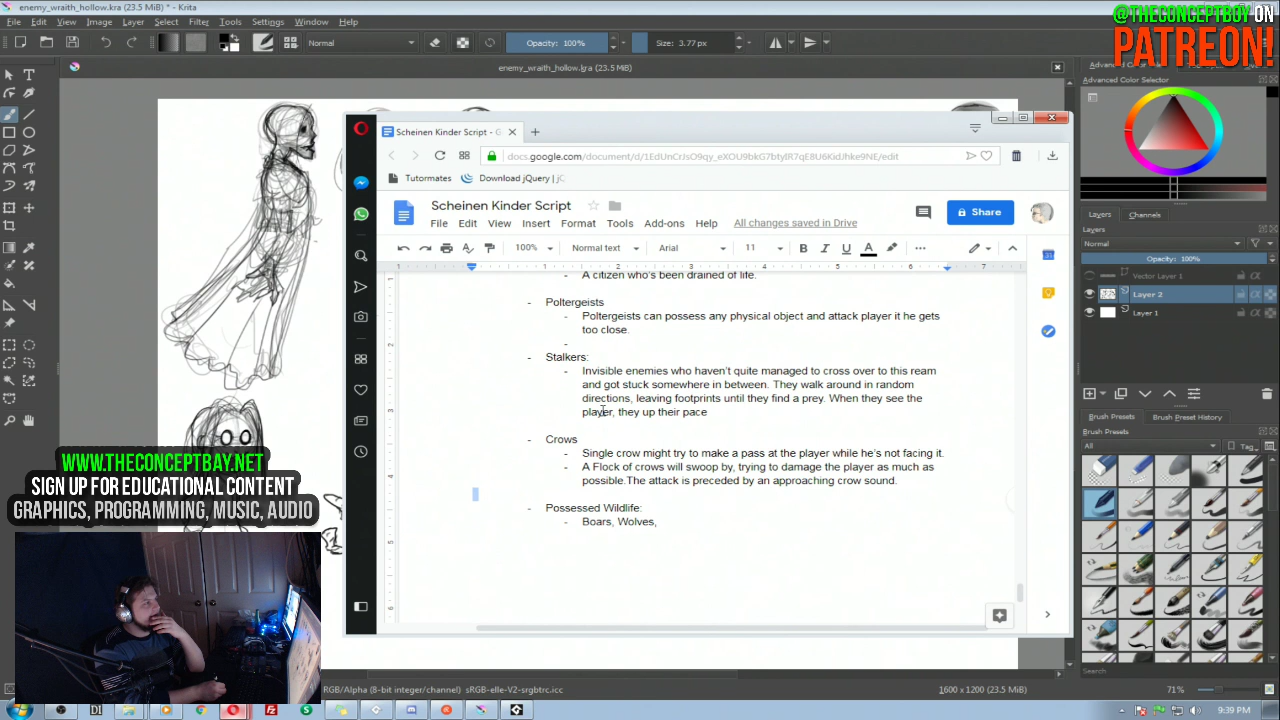 enemy_wraith_hollow.kra (23.5 MiB) * - Krita
@THECONCEPTBOY ON
PATREON!
File Edit View Image Layer Select Filter Tools Settings Window Help
Normal
Opacity: 100%
Size: 3.77 px
enemy_wraith_hollow.kra (23.5 MiB)
Advanced Color Selector
Scheinen Kinder Script - G
docs.google.com/document/d/
Tutormates
Download jQuery | jC
Scheinen Kinder Script
File Edit View Insert Format Tools Add-ons Help
All changes saved in Drive
Share
100%
Normal text
Arial
11
- A citizen who's been drained of life.
- Poltergeists
- Poltergeists can possess any physical object and attack player it he gets
too close.
-
- Stalkers:
- Invisible enemies who haven't quite managed to cross over to this ream
and got stuck somewhere in between. They walk around in random
directions, leaving footprints until they find a prey. When they see the
player, they up their pace
- Crows
- Single crow might try to make a pass at the player while he's not facing it.
- A Flock of crows will swoop by, trying to damage the player as much as
possible.The attack is preceded by an approaching crow sound.
- Possessed Wildlife:
- Boars, Wolves,
Layers
Channels
Layers
Normal
Opacity: 100%
Vector Layer 1
Layer 2
Layer 1
Brush Presets
Brush Preset History
Brush Presets
All
Tag
Search
WWW.THECONCEPTBAY.NET
SIGN UP FOR EDUCATIONAL CONTENT
GRAPHICS, PROGRAMMING, MUSIC, AUDIO
RGB/Alpha (8-bit integer/channel) sRGB-elle-V2-srgbtrc.icc
1600 x 1200 (23.5 MiB)
71%
9:39 PM